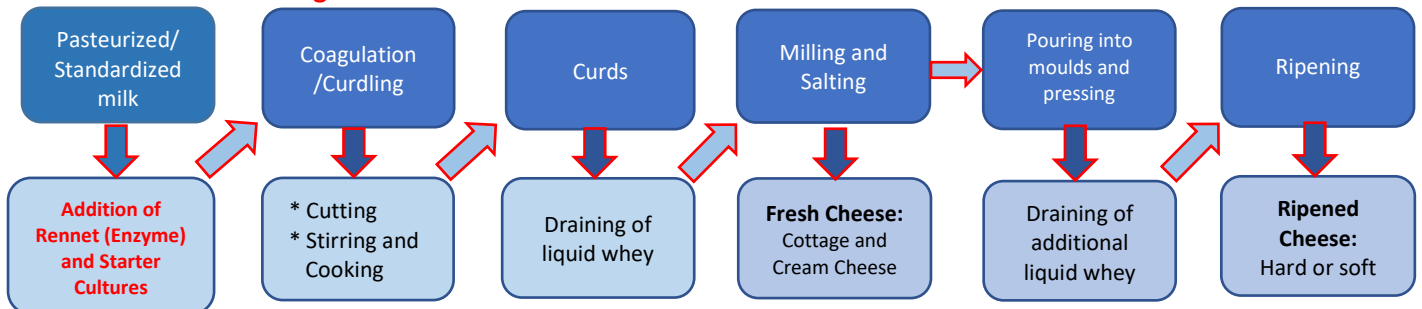 Pasteurized/
Standardized
milk
Coagulation
/Curdling
Curds
Milling and
Salting
Pouring into
moulds and
pressing
Ripening
Addition of
Rennet (Enzyme)
and Starter
Cultures
* Cutting
* Stirring and
Cooking
Draining of
liquid whey
Fresh Cheese:
Cottage and
Cream Cheese
Draining of
additional
liquid whey
Ripened
Cheese:
Hard or soft